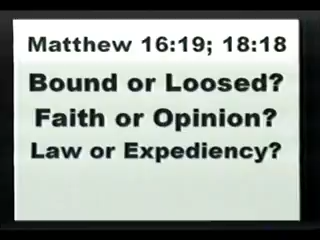 Matthew 16:19; 18:18
Bound or Loosed?
Faith or Opinion?
Law or Expediency?